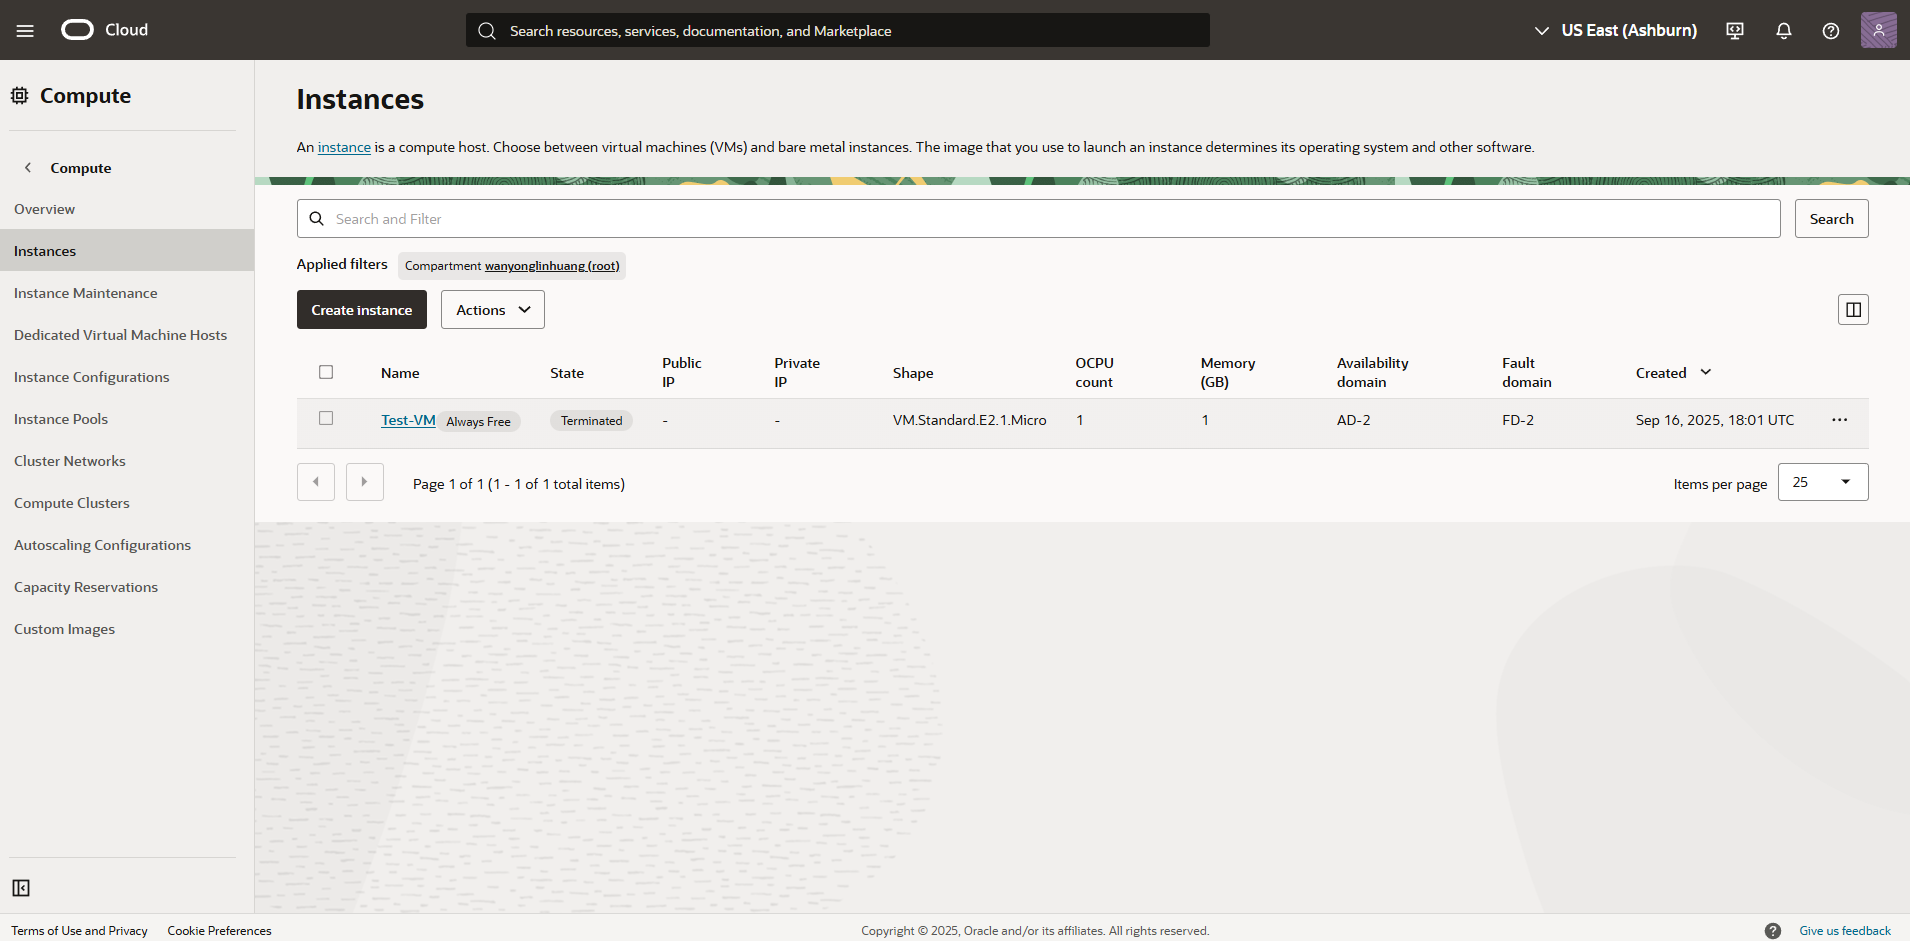 Cloud
Search resources, services, documentation, and Marketplace
US East (Ashburn)
Compute
Compute
Overview
Instances
Instance Maintenance
Dedicated Virtual Machine Hosts
Instance Configurations
Instance Pools
Cluster Networks
Compute Clusters
Autoscaling Configurations
Capacity Reservations
Custom Images
Instances
An instance is a compute host. Choose between virtual machines (VMs) and bare metal instances. The image that you use to launch an instance determines its operating system and other software.
Search and Filter
Search
Applied filters Compartment wanyonglinhuang (root)
Create instance Actions
Name State Public IP Private IP Shape OCPU count Memory (GB) Availability domain Fault domain Created
Test-VM Always Free Terminated - - VM.Standard.E2.1.Micro 1 1 AD-2 FD-2 Sep 16, 2025, 18:01 UTC
Page 1 of 1 (1 - 1 of 1 total items)
Items per page 25
Terms of Use and Privacy Cookie Preferences
Copyright © 2025, Oracle and/or its affiliates. All rights reserved.
Give us feedback